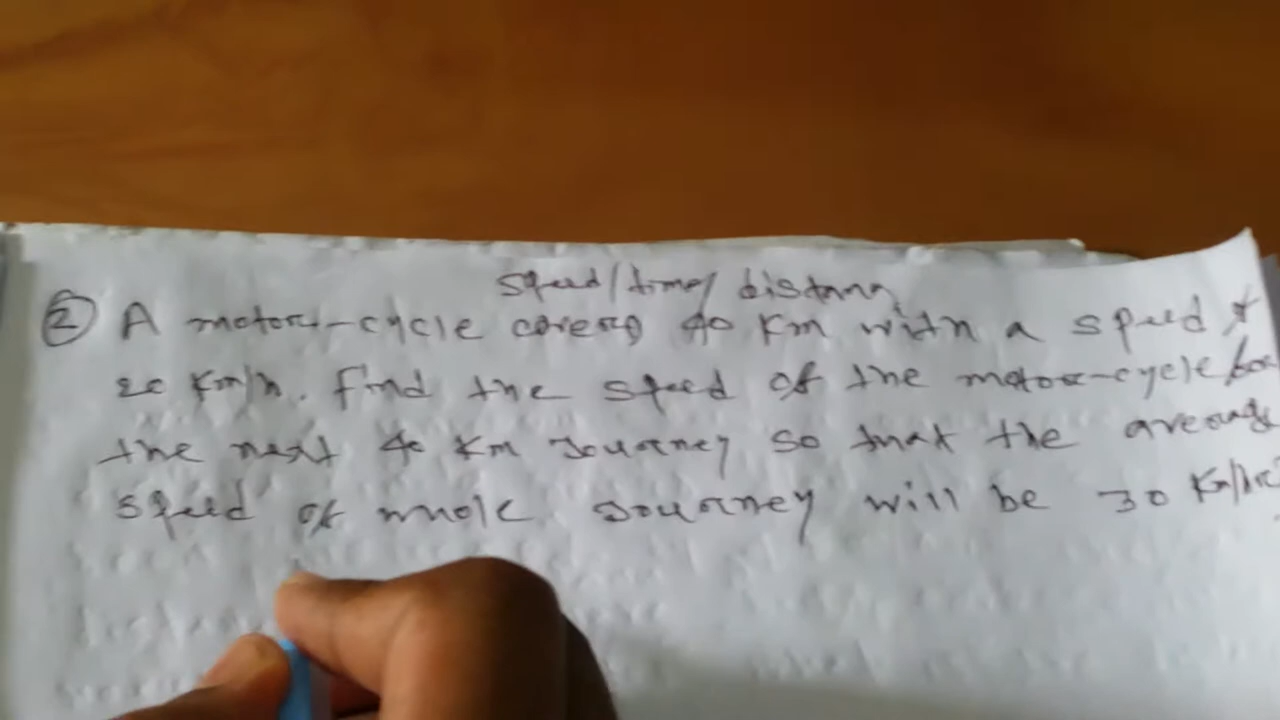 Speed/time/distanc
② A motor-cycle covers 40 Km with a speed of
20 Km/h. Find the speed of the motor-cycle for
the next 40 Km Journey so that the average
speed of whole Journey will be 30 Km/hr?